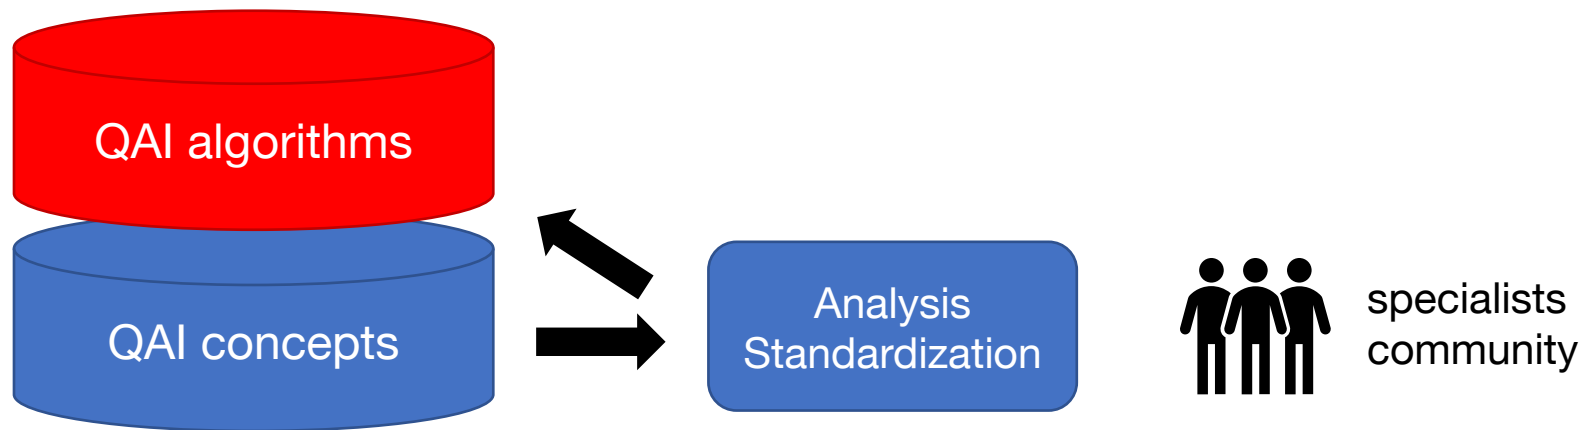 QAI algorithms
QAI concepts
Analysis
Standardization
specialists
community